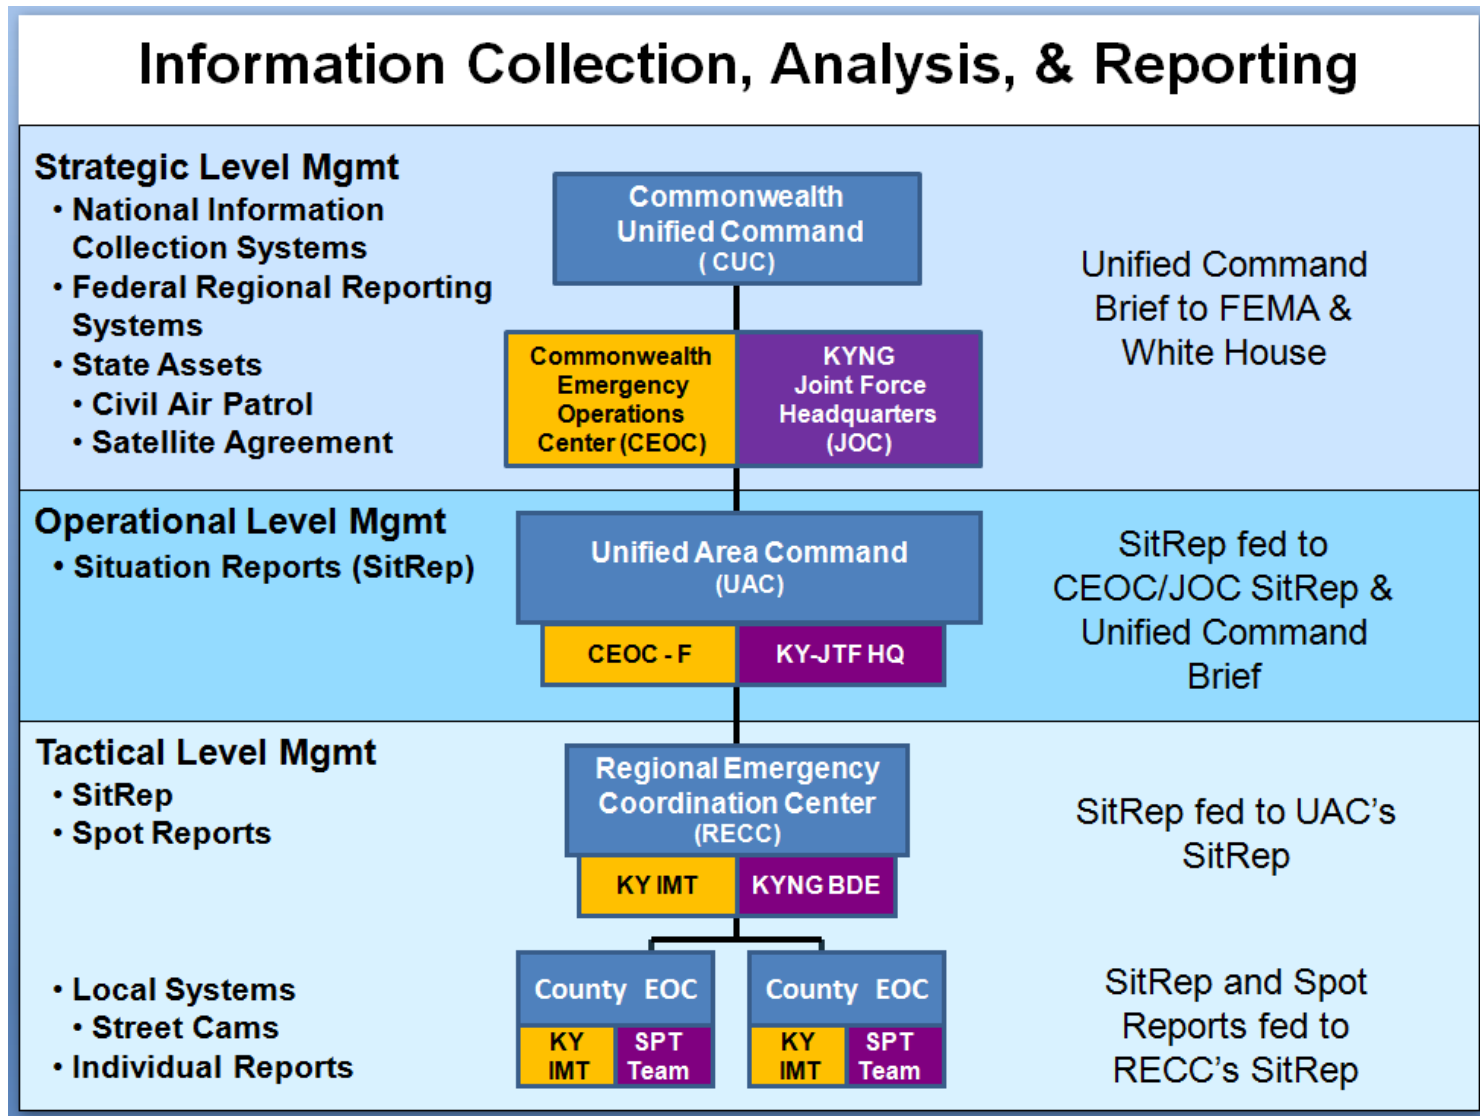 Information Collection, Analysis, & Reporting
Strategic Level Mgmt
• National Information
Collection Systems
• Federal Regional Reporting
Systems
• State Assets
• Civil Air Patrol
• Satellite Agreement
Commonwealth
Unified Command
( CUC)
Commonwealth
Emergency
Operations
Center (CEOC)
KYNG
Joint Force
Headquarters
(JOC)
Unified Command
Brief to FEMA &
White House
Operational Level Mgmt
• Situation Reports (SitRep)
Unified Area Command
(UAC)
CEOC - F
KY-JTF HQ
SitRep fed to
CEOC/JOC SitRep &
Unified Command
Brief
Tactical Level Mgmt
• SitRep
• Spot Reports
Regional Emergency
Coordination Center
(RECC)
KY IMT
KYNG BDE
SitRep fed to UAC’s
SitRep
• Local Systems
• Street Cams
• Individual Reports
County EOC
KY
IMT
SPT
Team
County EOC
KY
IMT
SPT
Team
SitRep and Spot
Reports fed to
RECC’s SitRep